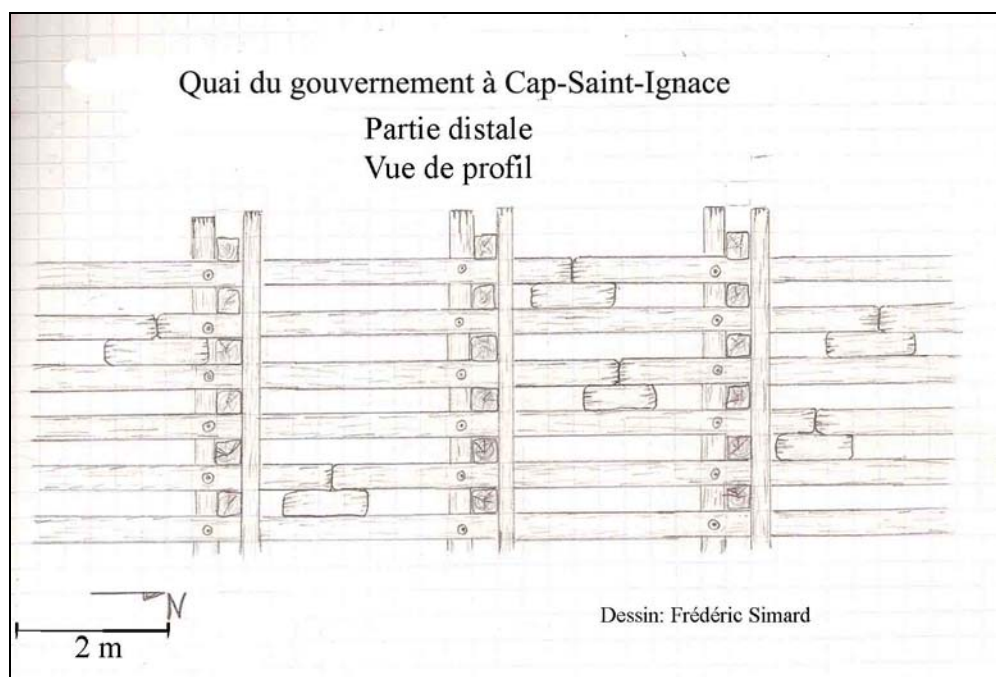 Quai du gouvernement à Cap-Saint-Ignace
Partie distale
Vue de profil
N
2 m
Dessin: Frédéric Simard